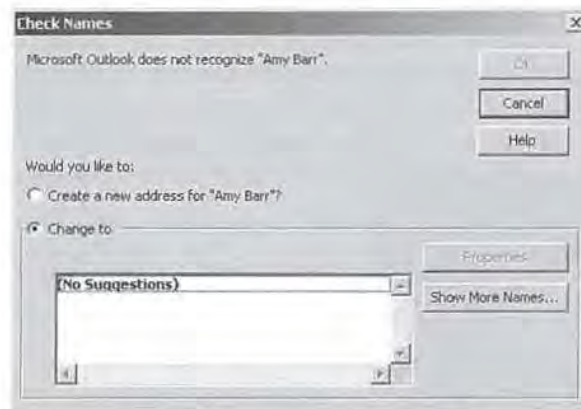 Check Names
Microsoft Outlook does not recognize "Amy Barr".
OK
Cancel
Help
Would you like to:
Create a new address for "Amy Barr"?
Change to
Properties
(No Suggestions)
Show More Names...